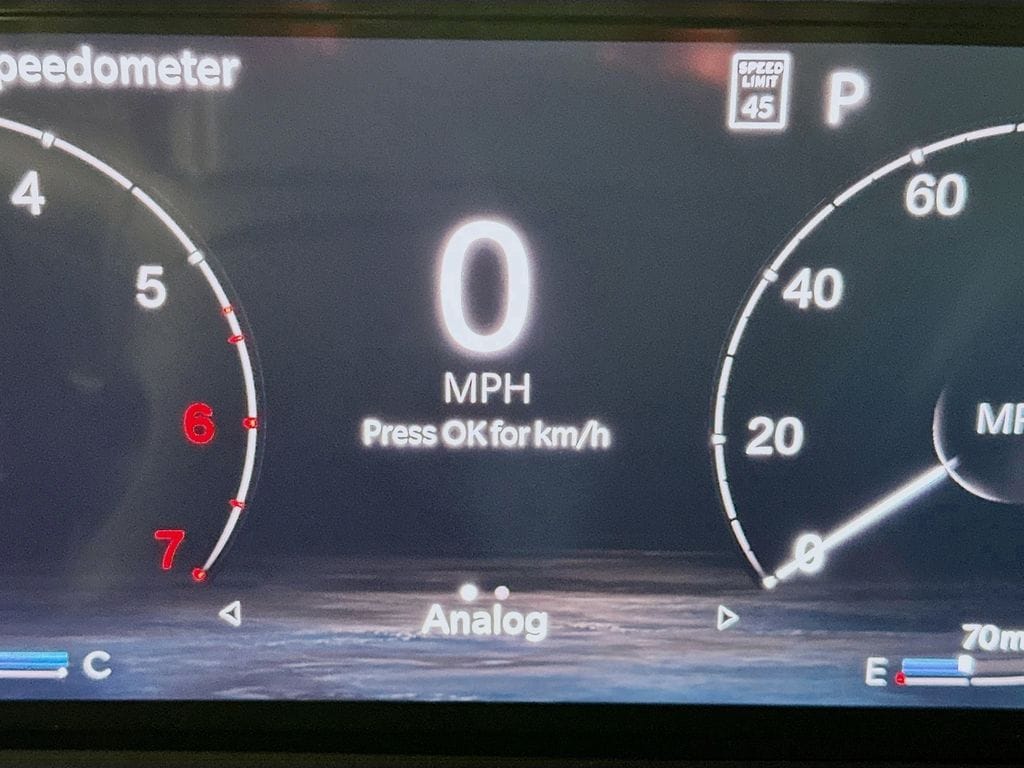 peedometer
SPEED
LIMIT
45
P
4
5
6
7
0
MPH
Press OK for km/h
60
40
20
0
MP
Analog
C
70m
E